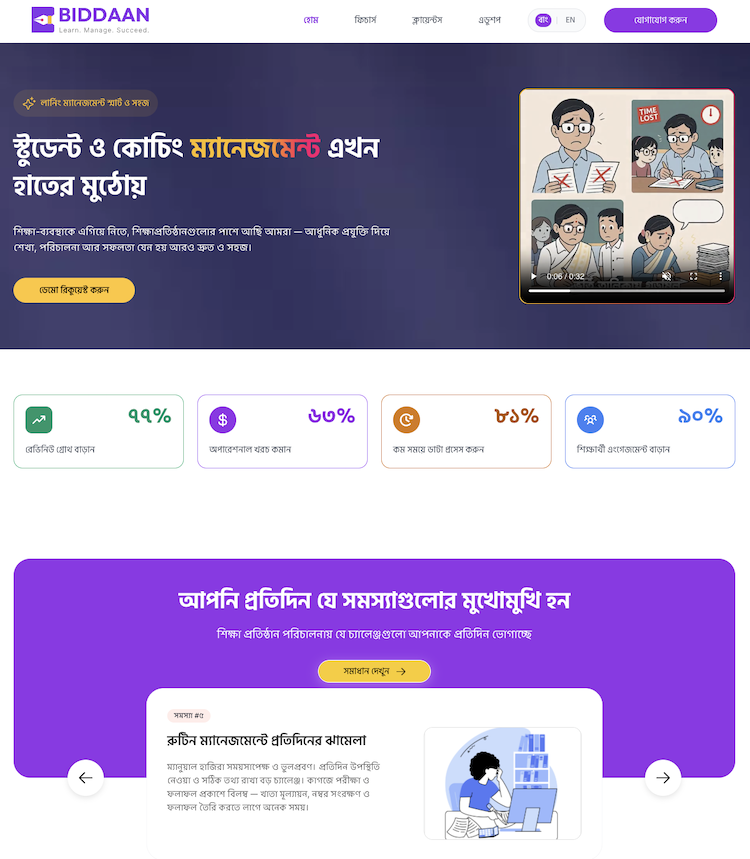 BIDDAAN
Learn. Manage. Succeed.
হোম
ফিচার্স
ক্লায়েন্টস
এডুশপ
বাং
EN
যোগাযোগ করুন
লার্নিং ম্যানেজমেন্ট স্মার্ট ও সহজ
স্টুডেন্ট ও কোচিং ম্যানেজমেন্ট এখন
হাতের মুঠোয়
শিক্ষা-ব্যবস্থাকে এগিয়ে নিতে, শিক্ষাপ্রতিষ্ঠানগুলোর পাশে আছি আমরা — আধুনিক প্রযুক্তি দিয়ে
শেখা, পরিচালনা আর সফলতা যেন হয় আরও দ্রুত ও সহজ।
ডেমো রিকুয়েস্ট করুন
TIME
LOST
0:06 / 0:32
৭৭%
রেভিনিউ গ্রোথ বাড়ান
৬৩%
অপারেশনাল খরচ কমান
৮১%
কম সময়ে ডাটা প্রসেস করুন
৯০%
শিক্ষার্থী এংগেজমেন্ট বাড়ান
আপনি প্রতিদিন যে সমস্যাগুলোর মুখোমুখি হন
শিক্ষা প্রতিষ্ঠান পরিচালনায় যে চ্যালেঞ্জগুলো আপনাকে প্রতিদিন ভোগাচ্ছে
সমাধান দেখুন
সমস্যা #৫
রুটিন ম্যানেজমেন্টে প্রতিদিনের ঝামেলা
ম্যানুয়াল হাজিরা সময়সাপেক্ষ ও ভুলপ্রবণ। প্রতিদিন উপস্থিতি
নেওয়া ও সঠিক তথ্য রাখা বড় চ্যালেঞ্জ। কাগজে পরীক্ষা ও
ফলাফল প্রকাশে বিলম্ব — খাতা মূল্যায়ন, নম্বর সংরক্ষণ ও
ফলাফল তৈরি করতে লাগে অনেক সময়।